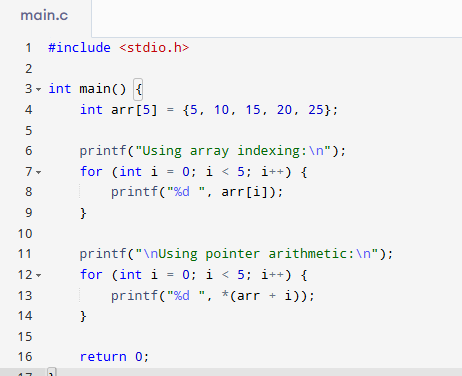 main.c
1 #include <stdio.h>
2
3 int main() {
4     int arr[5] = {5, 10, 15, 20, 25};
5
6     printf("Using array indexing:\n");
7     for (int i = 0; i < 5; i++) {
8         printf("%d ", arr[i]);
9     }
10
11     printf("\nUsing pointer arithmetic:\n");
12     for (int i = 0; i < 5; i++) {
13         printf("%d ", *(arr + i));
14     }
15
16     return 0;
17 }